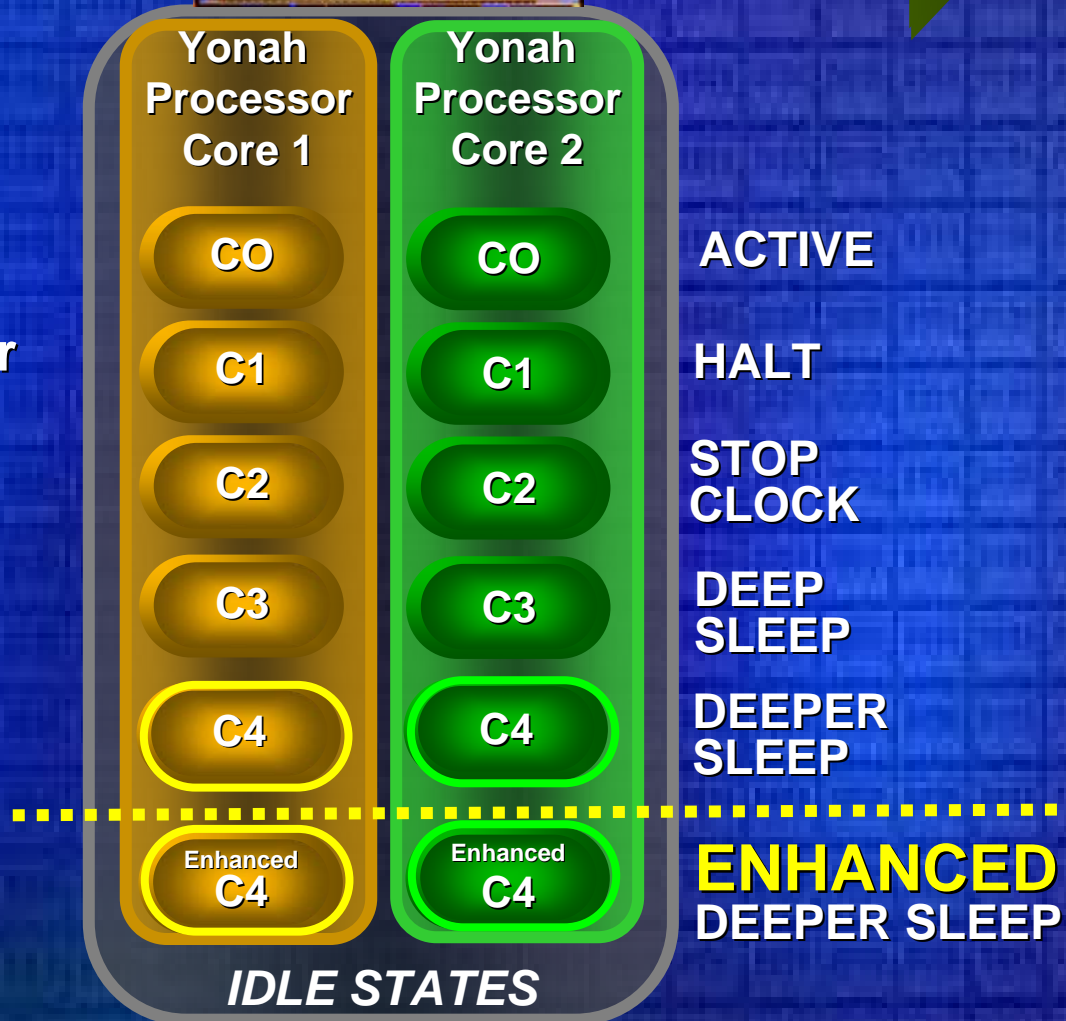 Yonah
Processor
Core 1
Yonah
Processor
Core 2
CO
CO
ACTIVE
r
C1
C1
HALT
C2
C2
STOP
CLOCK
C3
C3
DEEP
SLEEP
C4
C4
DEEPER
SLEEP
Enhanced
C4
Enhanced
C4
ENHANCED
DEEPER SLEEP
IDLE STATES